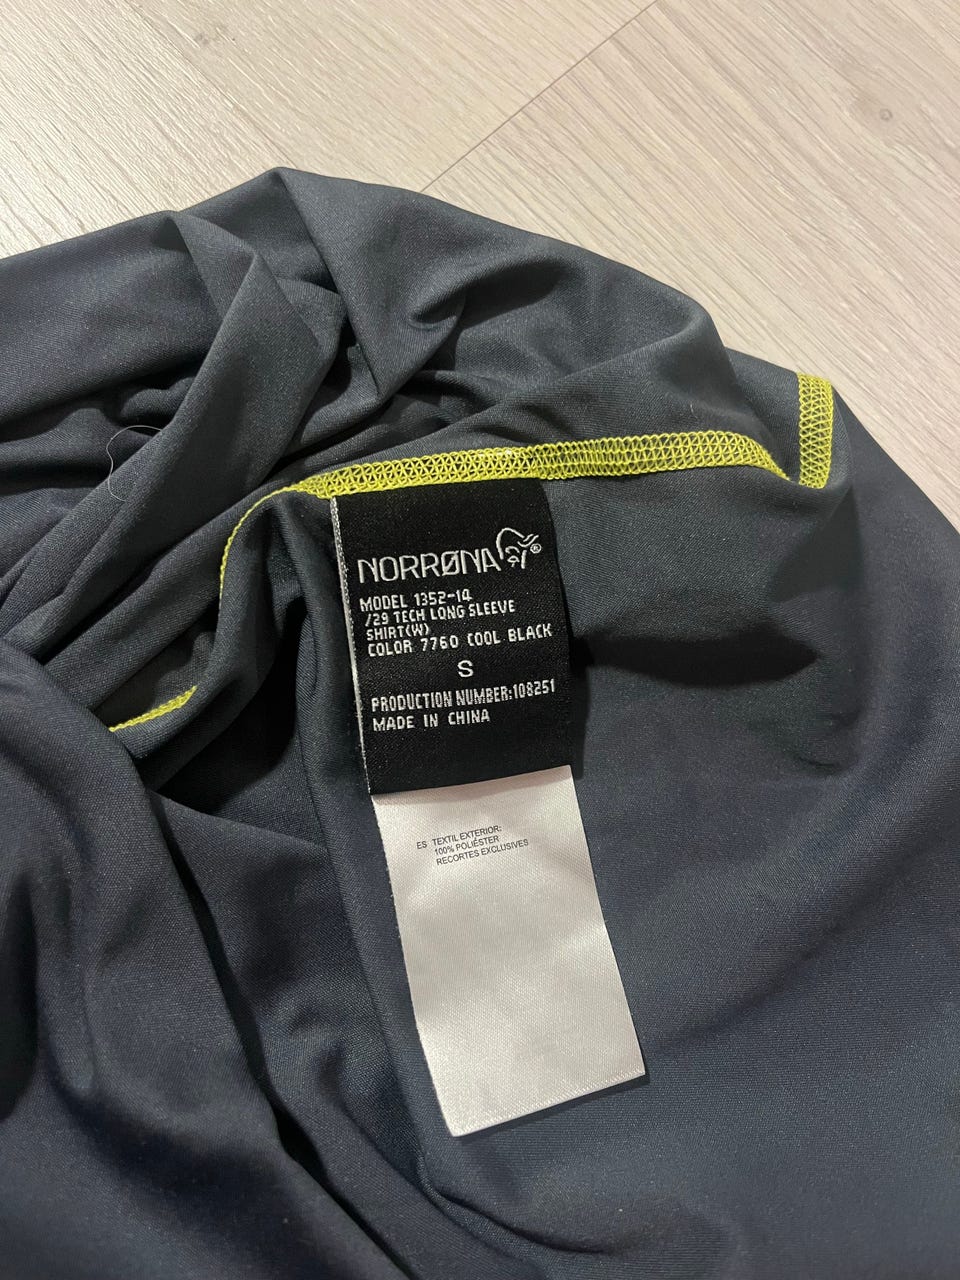 NORRØNA®
MODEL 1352-14
/29 TECH LONG SLEEVE
SHIRT(W)
COLOR 7760 COOL BLACK
S
PRODUCTION NUMBER:108251
MADE IN CHINA
ES TEXTIL EXTERIOR:
100% POLIÉSTER
RECORTES EXCLUSIVES